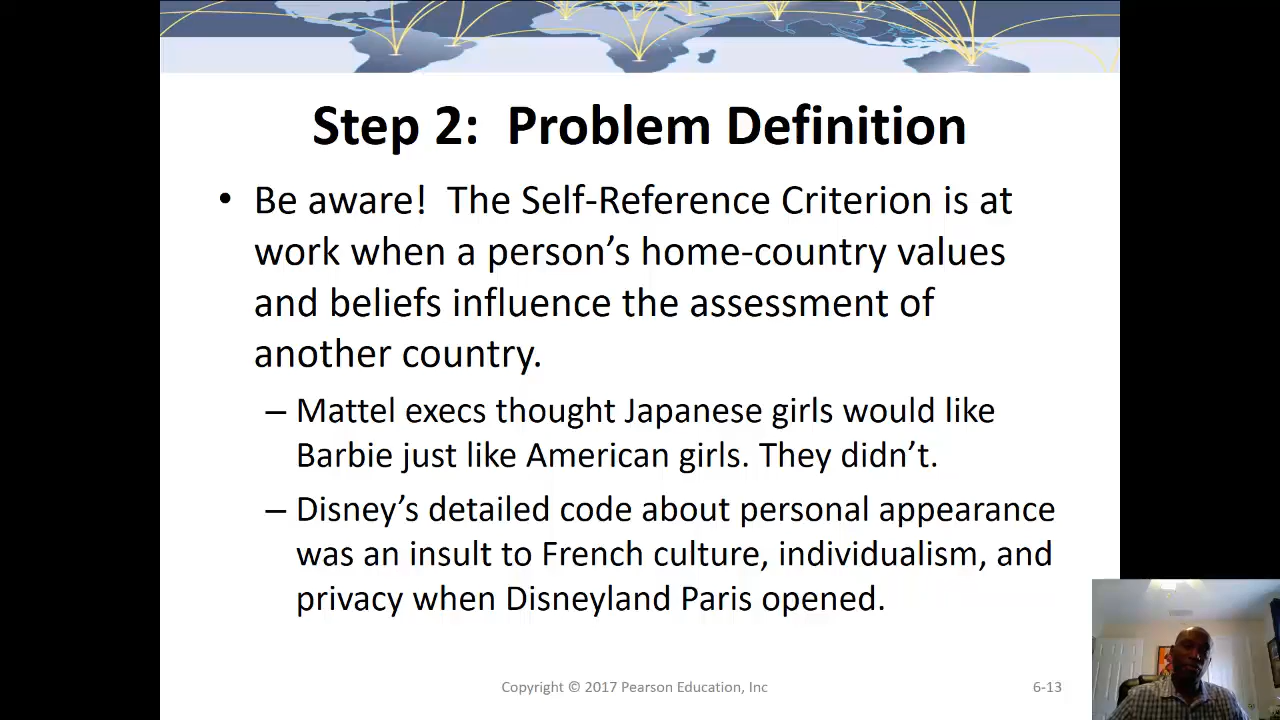 Step 2:  Problem Definition
• Be aware!  The Self-Reference Criterion is at
work when a person’s home-country values
and beliefs influence the assessment of
another country.
– Mattel execs thought Japanese girls would like
Barbie just like American girls. They didn’t.
– Disney’s detailed code about personal appearance
was an insult to French culture, individualism, and
privacy when Disneyland Paris opened.
Copyright © 2017 Pearson Education, Inc
6-13